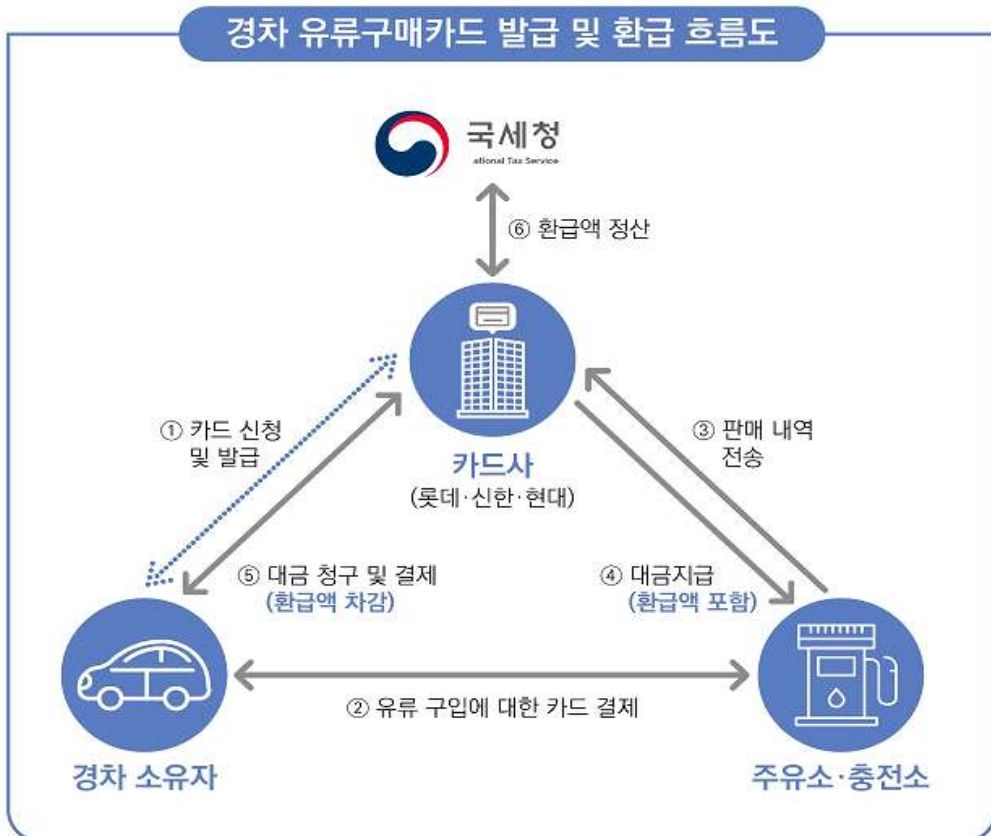 경차 유류구매카드 발급 및 환급 흐름도
국세청
ational Tax Service
⑥ 환급액 정산
① 카드 신청
및 발급
③ 판매 내역
전송
카드사
(롯데·신한·현대)
⑤ 대금 청구 및 결제
(환급액 차감)
④ 대금지급
(환급액 포함)
② 유류 구입에 대한 카드 결제
경차 소유자
주유소·충전소